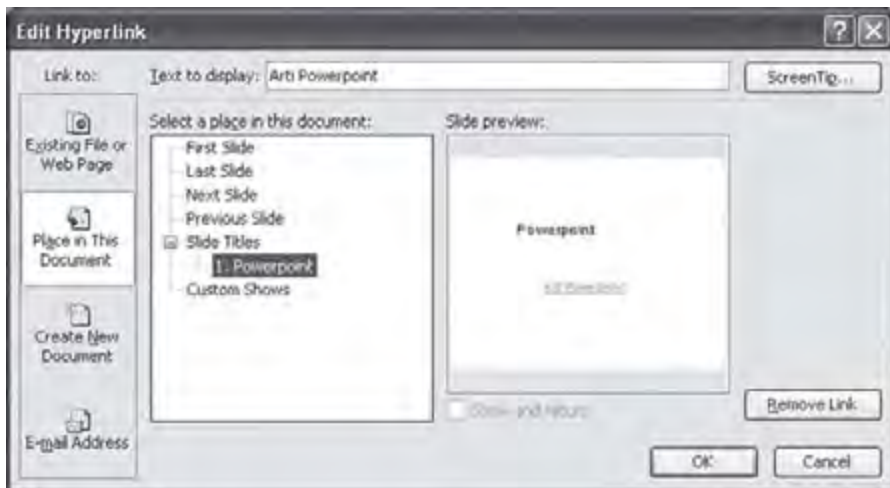 Edit Hyperlink
Link to:
Text to display: Arti Powerpoint
ScreenTip...
Existing File or
Web Page
Place in This
Document
Create New
Document
E-mail Address
Select a place in this document:
First Slide
Last Slide
Next Slide
Previous Slide
Slide Titles
1. Powerpoint
Custom Shows
Slide preview:
Powerpoint
Arti Powerpoint
Show and return
Remove Link
OK
Cancel